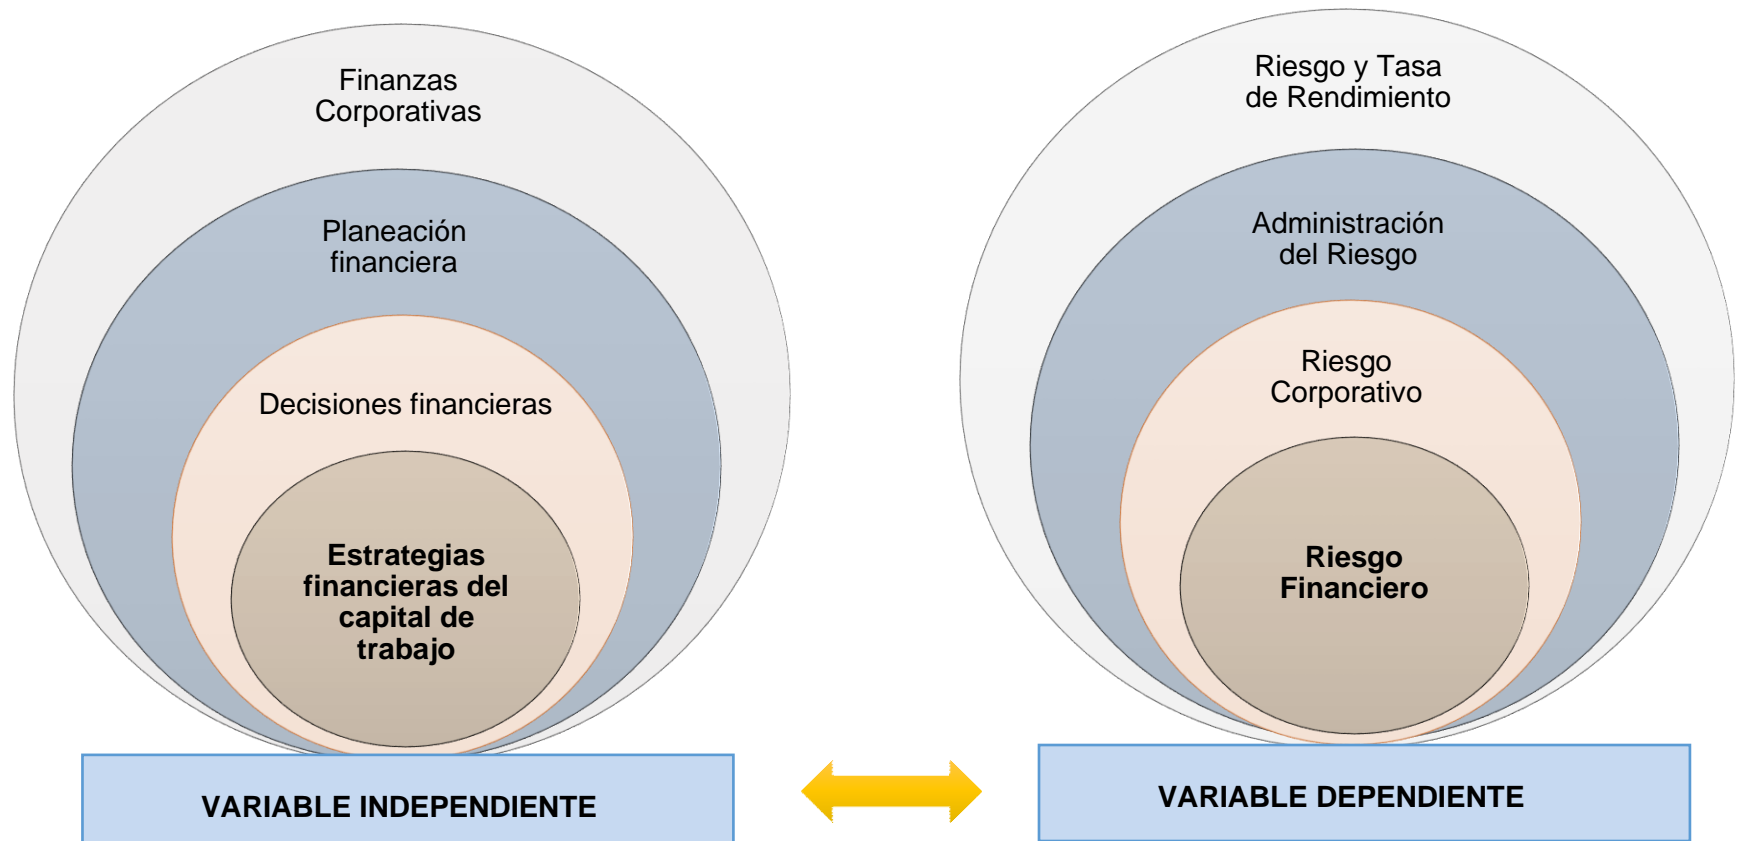 Finanzas
Corporativas
Planeación
financiera
Decisiones financieras
Estrategias
financieras del
capital de
trabajo
VARIABLE INDEPENDIENTE
Riesgo y Tasa
de Rendimiento
Administración
del Riesgo
Riesgo
Corporativo
Riesgo
Financiero
VARIABLE DEPENDIENTE